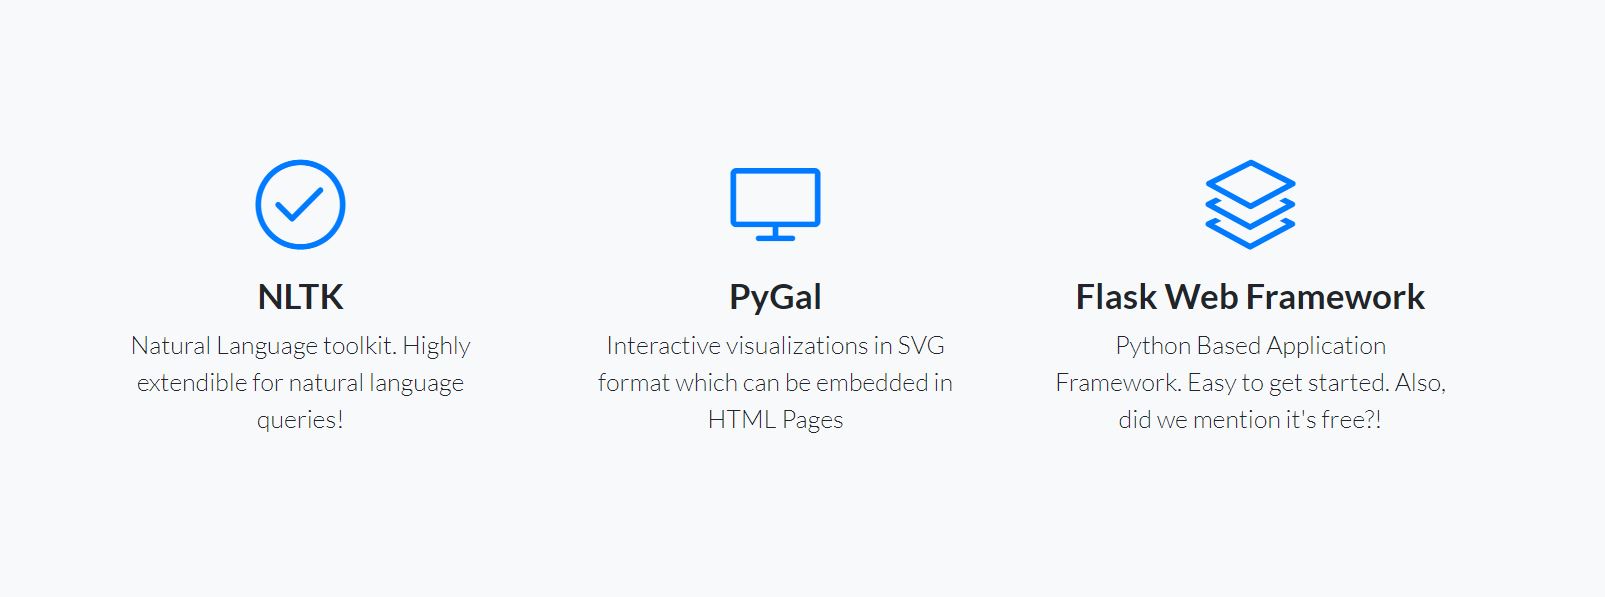 NLTK
Natural Language toolkit. Highly
extendible for natural language
queries!
PyGal
Interactive visualizations in SVG
format which can be embedded in
HTML Pages
Flask Web Framework
Python Based Application
Framework. Easy to get started. Also,
did we mention it's free?!